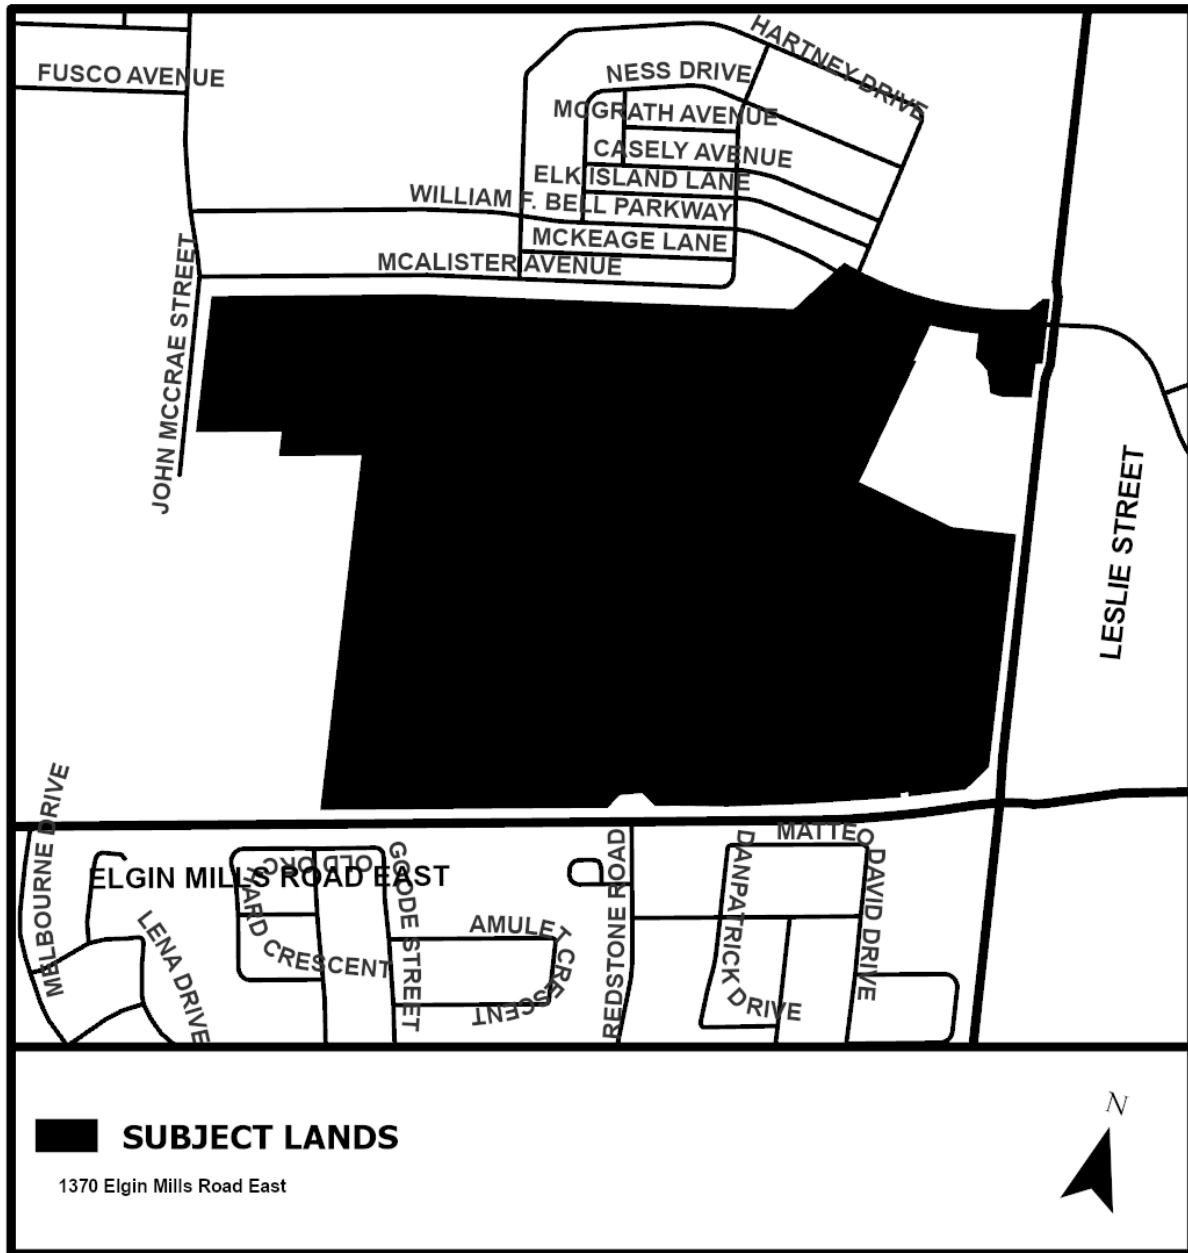 HARTNEY DRIVE
FUSCO AVENUE
NESS DRIVE
MCGRATH AVENUE
CASELY AVENUE
ELK ISLAND LANE
WILLIAM F. BELL PARKWAY
MCKEAGE LANE
MCALISTER AVENUE
JOHN MCCRAE STREET
LESLIE STREET
MELBOURNE DRIVE
ELGIN MILLS ROAD EAST
OLD ORCHARD CRESCENT
GOODE STREET
LENA DRIVE
AMULET CRESCENT
CRESCENT
REDSTONE ROAD
DANPATRICK DRIVE
MATTEO DAVID DRIVE
N
SUBJECT LANDS
1370 Elgin Mills Road East